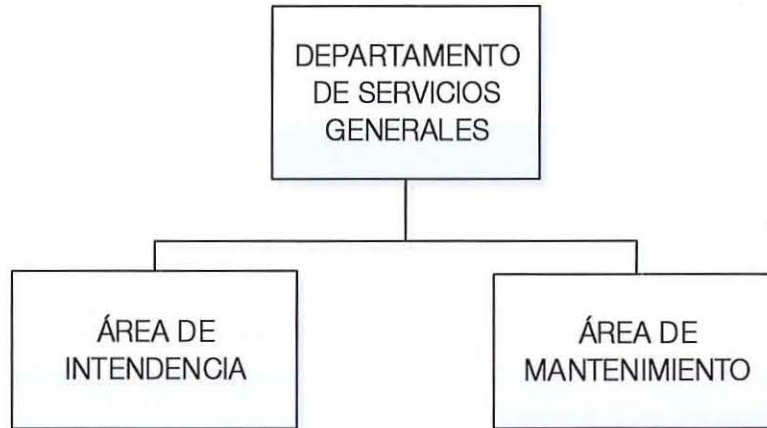 DEPARTAMENTO
DE SERVICIOS
GENERALES
ÁREA DE
INTENDENCIA
ÁREA DE
MANTENIMIENTO